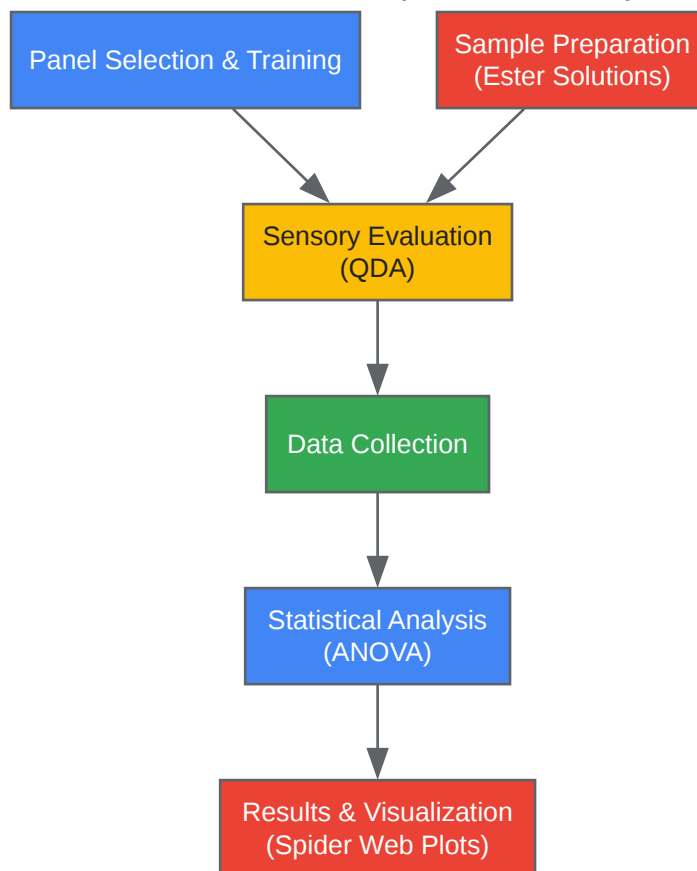 Panel Selection & Training
Sample Preparation
(Ester Solutions)
Sensory Evaluation
(QDA)
Data Collection
Statistical Analysis
(ANOVA)
Results & Visualization
(Spider Web Plots)